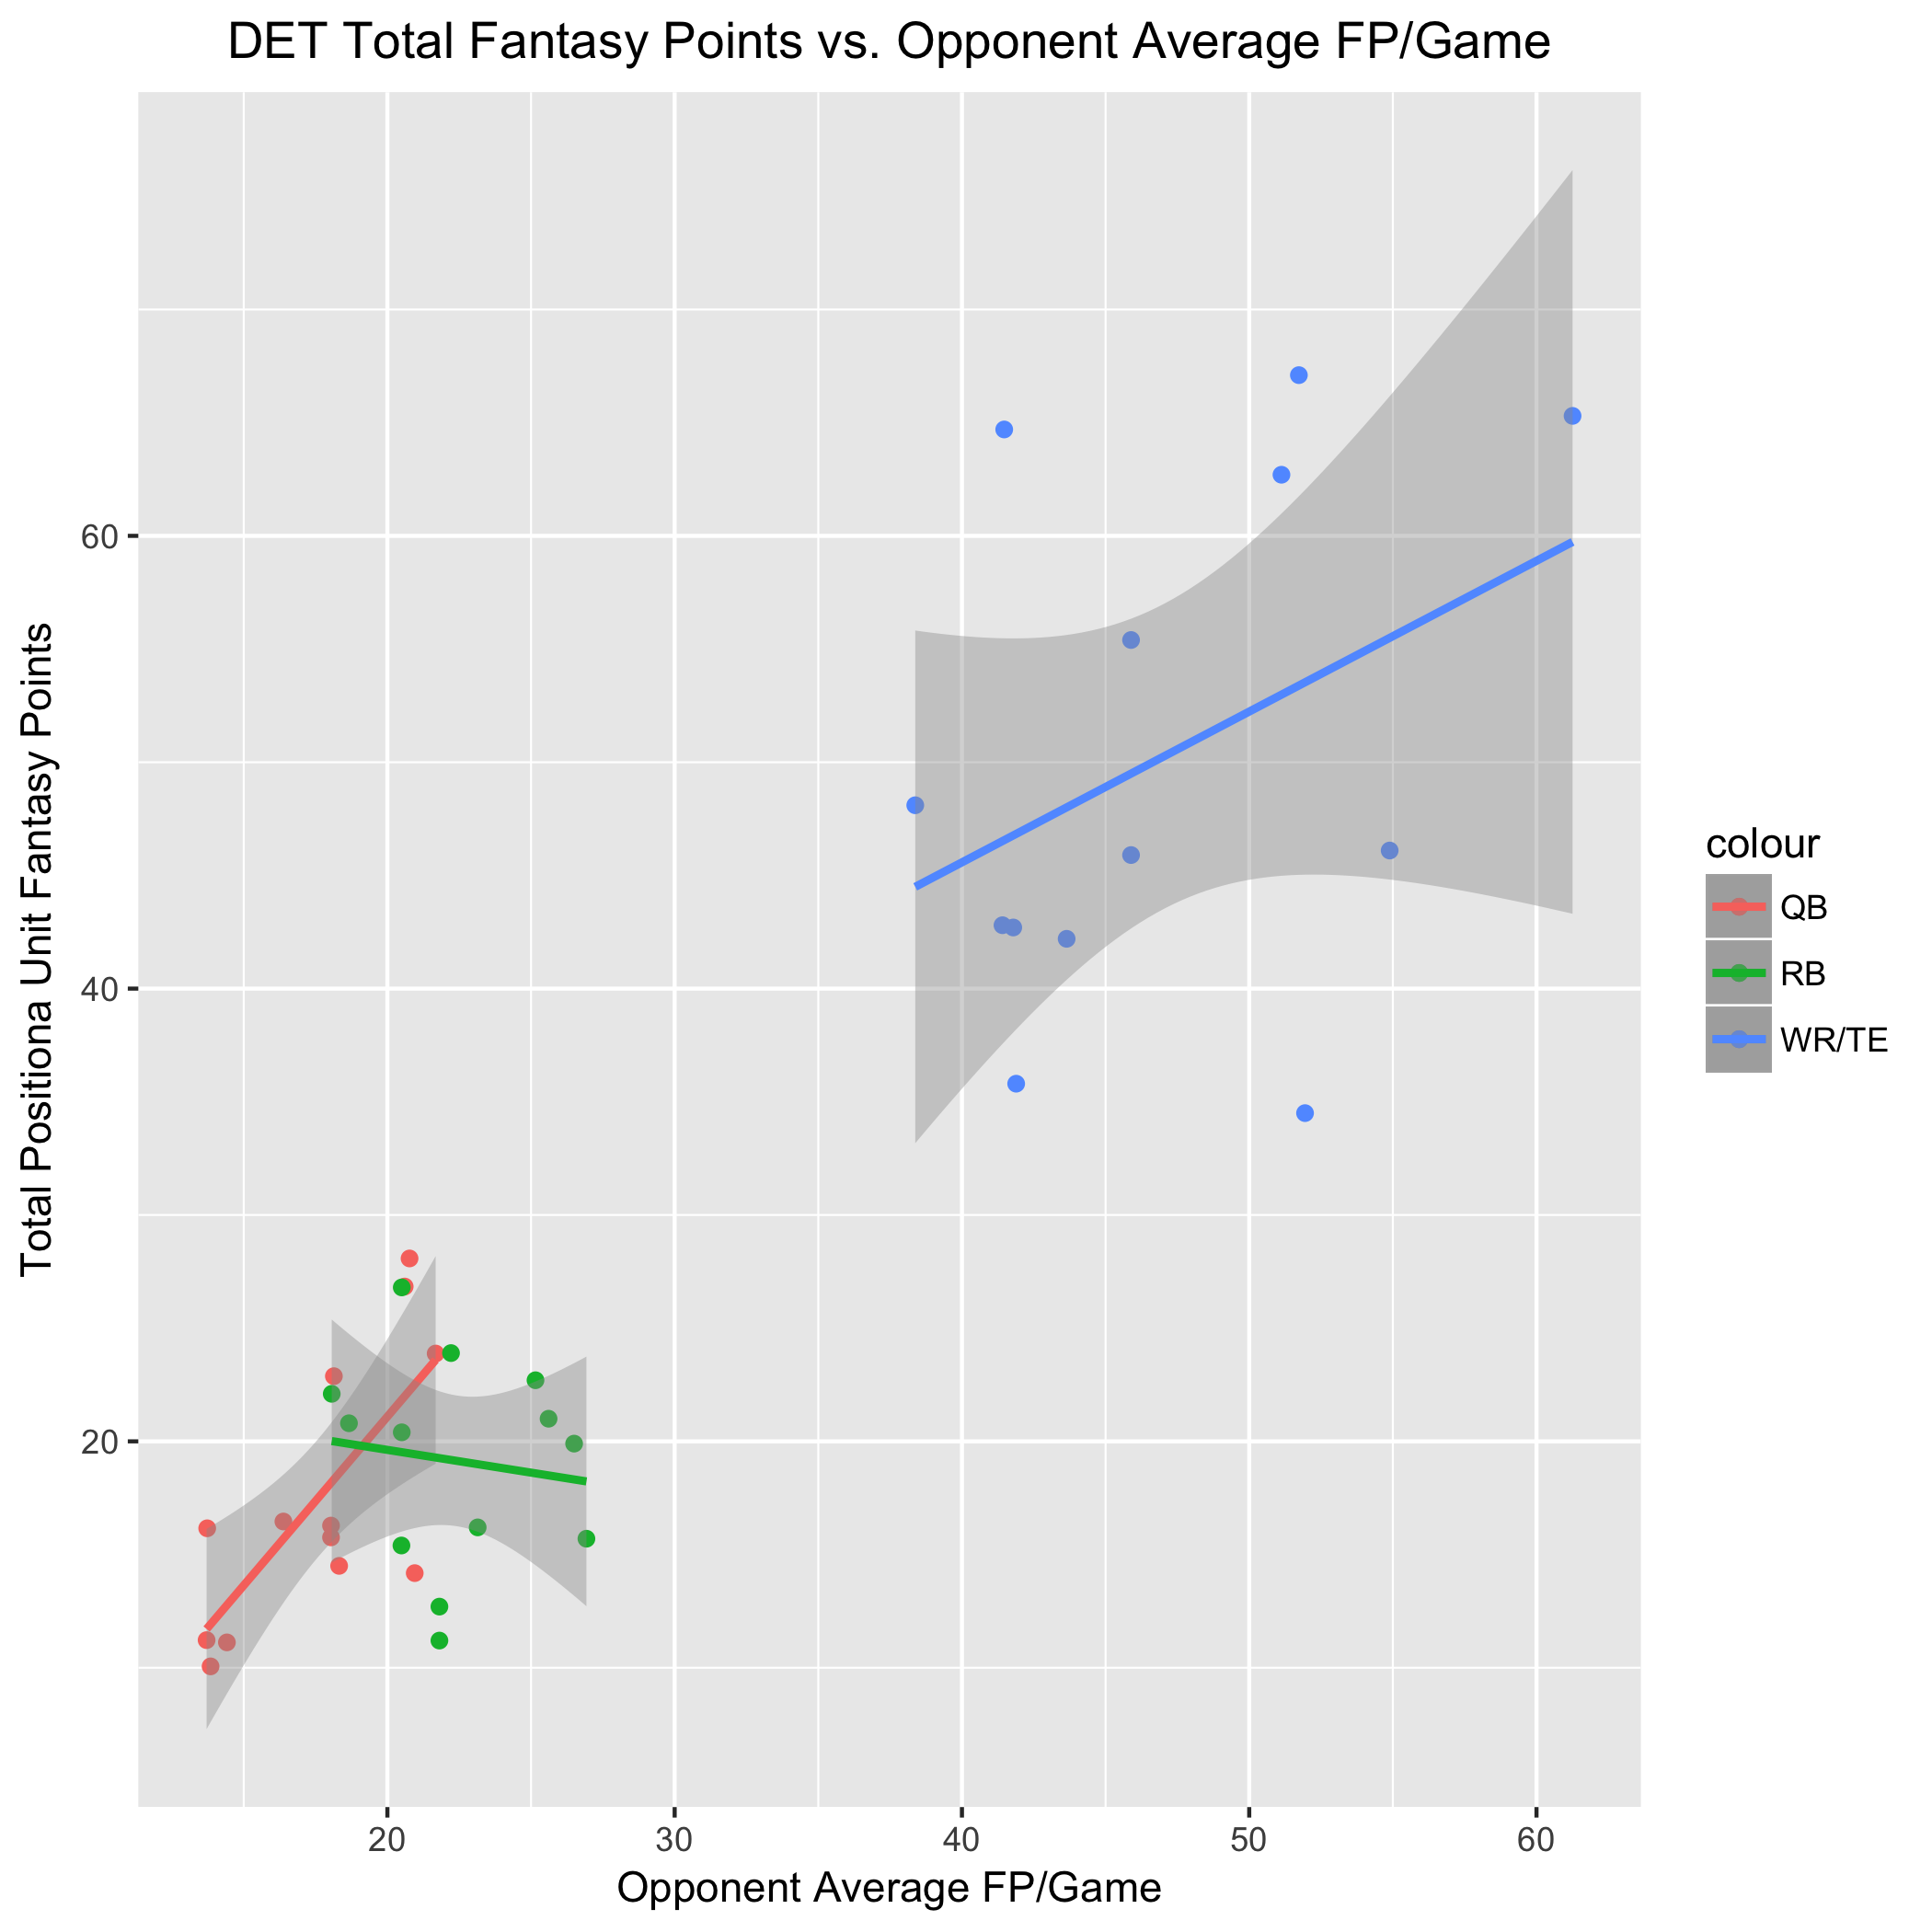 DET Total Fantasy Points vs. Opponent Average FP/Game
Total Positiona Unit Fantasy Points
60
40
20
20 30 40 50 60
Opponent Average FP/Game
colour
QB
RB
WR/TE